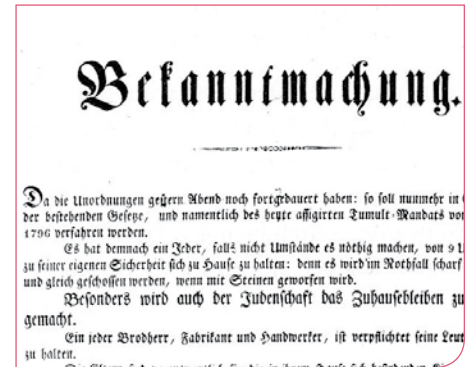 Bekanntmachung.
Da die Unordnungen gestern Abend noch fortgedauert haben: so soll nunmehr in
der bestehenden Gesetze, und namentlich des heute affigirten Tumult-Mandats vom
1796 verfahren werden.
Es hat demnach ein Jeder, falls nicht Umstände es nöthig machen, von 9 U
zu seiner eigenen Sicherheit sich zu Hause zu halten: denn es wird im Nothfall scharf
und gleich geschossen werden, wenn mit Steinen geworfen wird.
Besonders wird auch der Judenschaft das Zuhausebleiben zu
gemacht.
Ein jeder Brodherr, Fabrikant und Handwerker, ist verpflichtet seine Leut
zu halten.